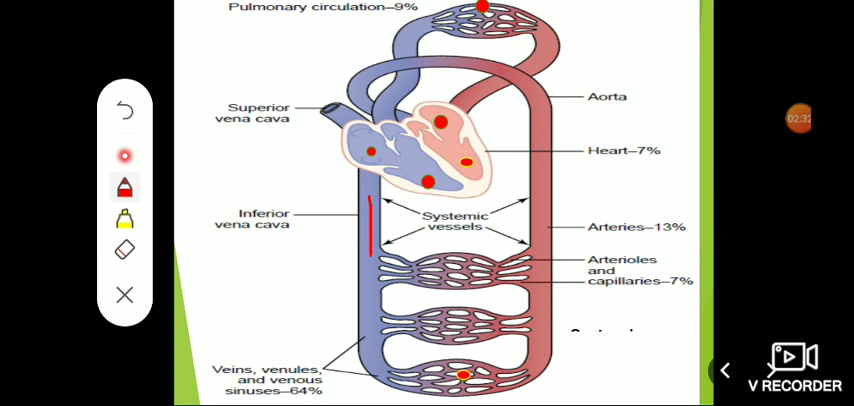 Pulmonary circulation–9%
Superior
vena cava
Aorta
Heart–7%
Inferior
vena cava
Systemic
vessels
Arteries–13%
Arterioles
and
capillaries–7%
Veins, venules,
and venous
sinuses–64%
02:32
V RECORDER